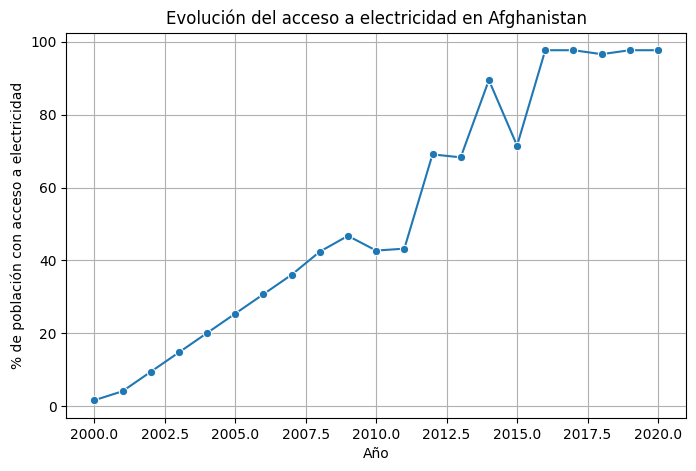 Evolución del acceso a electricidad en Afghanistan
% de población con acceso a electricidad
100
80
60
40
20
0
2000.0 2002.5 2005.0 2007.5 2010.0 2012.5 2015.0 2017.5 2020.0
Año